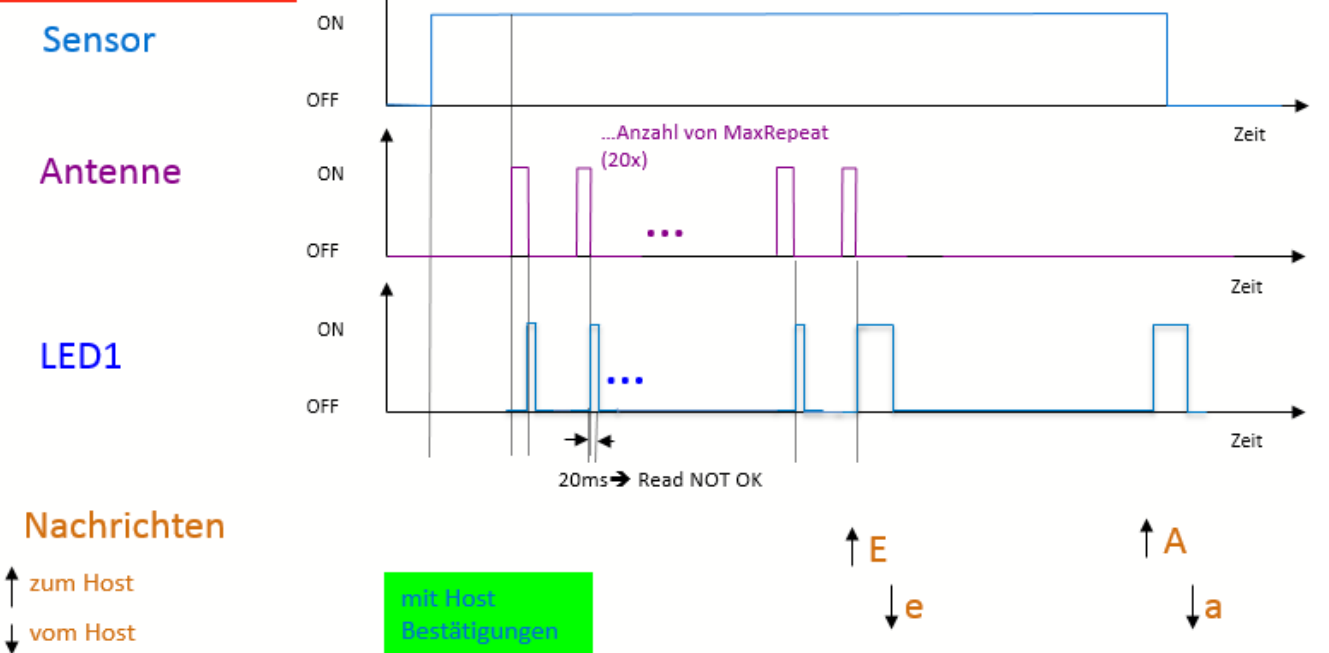 Sensor
ON
OFF
Zeit
Antenne
...Anzahl von MaxRepeat
(20x)
ON
...
OFF
Zeit
LED1
ON
...
OFF
Zeit
20ms➔ Read NOT OK
Nachrichten
↑ E
↑ A
↑ zum Host
mit Host
↓ e
↓ a
↓ vom Host
Bestätigungen